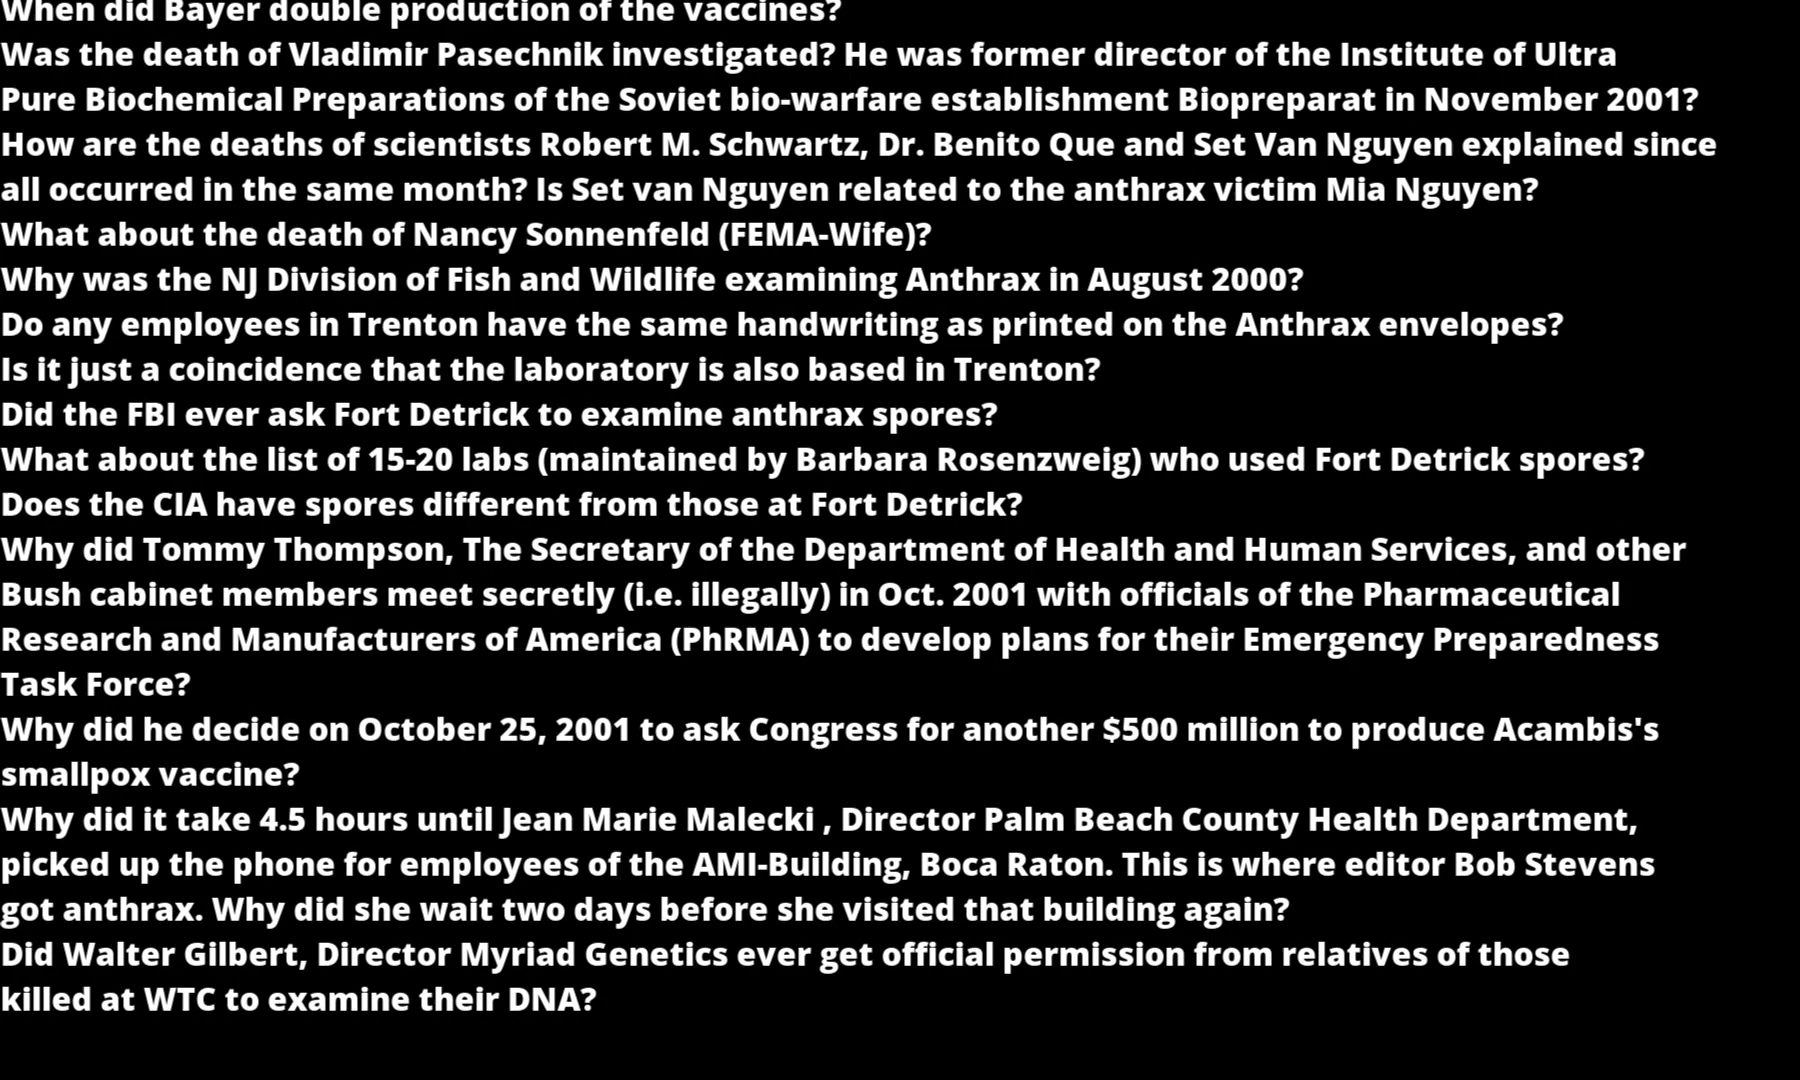 When did Bayer double production of the vaccines?
Was the death of Vladimir Pasechnik investigated? He was former director of the Institute of Ultra
Pure Biochemical Preparations of the Soviet bio-warfare establishment Biopreparat in November 2001?
How are the deaths of scientists Robert M. Schwartz, Dr. Benito Que and Set Van Nguyen explained since
all occurred in the same month? Is Set van Nguyen related to the anthrax victim Mia Nguyen?
What about the death of Nancy Sonnenfeld (FEMA-Wife)?
Why was the NJ Division of Fish and Wildlife examining Anthrax in August 2000?
Do any employees in Trenton have the same handwriting as printed on the Anthrax envelopes?
Is it just a coincidence that the laboratory is also based in Trenton?
Did the FBI ever ask Fort Detrick to examine anthrax spores?
What about the list of 15-20 labs (maintained by Barbara Rosenzweig) who used Fort Detrick spores?
Does the CIA have spores different from those at Fort Detrick?
Why did Tommy Thompson, The Secretary of the Department of Health and Human Services, and other
Bush cabinet members meet secretly (i.e. illegally) in Oct. 2001 with officials of the Pharmaceutical
Research and Manufacturers of America (PhRMA) to develop plans for their Emergency Preparedness
Task Force?
Why did he decide on October 25, 2001 to ask Congress for another $500 million to produce Acambis's
smallpox vaccine?
Why did it take 4.5 hours until Jean Marie Malecki , Director Palm Beach County Health Department,
picked up the phone for employees of the AMI-Building, Boca Raton. This is where editor Bob Stevens
got anthrax. Why did she wait two days before she visited that building again?
Did Walter Gilbert, Director Myriad Genetics ever get official permission from relatives of those
killed at WTC to examine their DNA?